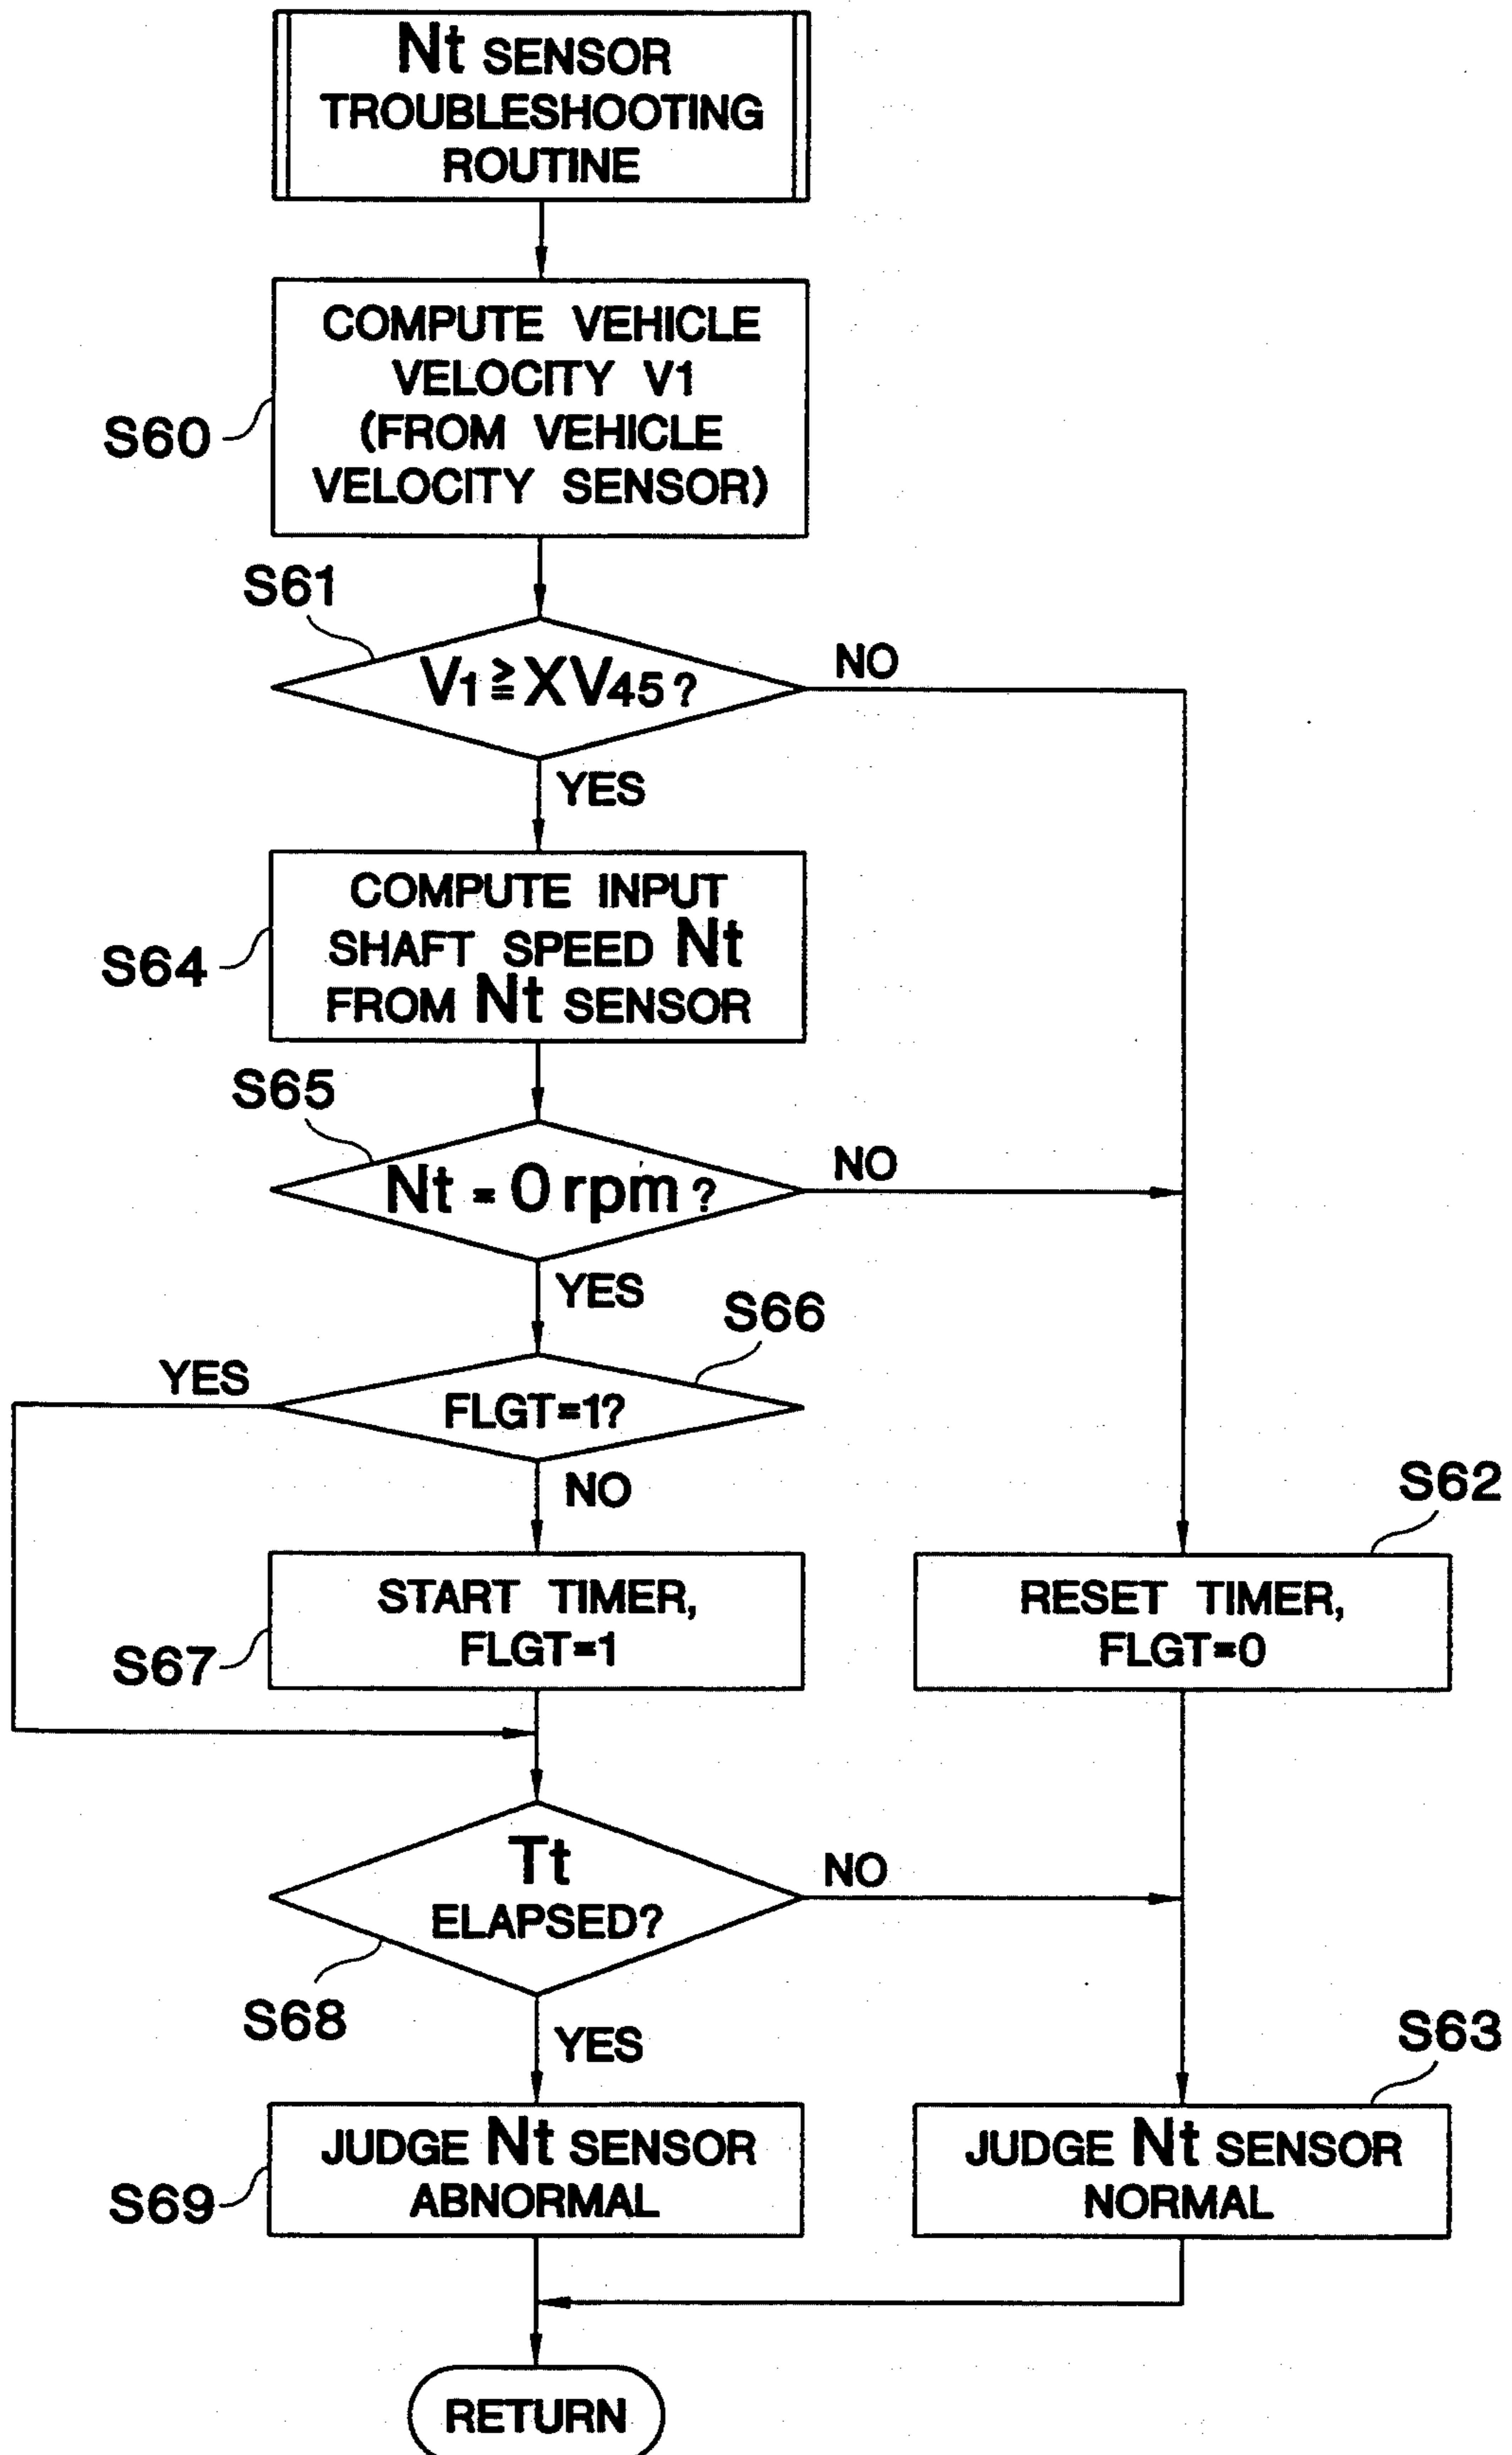 Nt SENSOR
TROUBLESHOOTING
ROUTINE
COMPUTE VEHICLE
VELOCITY V1
(FROM VEHICLE
VELOCITY SENSOR)
S60
S61
V1≧XV45?
NO
YES
COMPUTE INPUT
SHAFT SPEED Nt
FROM Nt SENSOR
S64
S65
Nt = 0 rpm ?
NO
YES
S66
YES
FLGT=1?
NO
S62
START TIMER,
FLGT=1
S67
RESET TIMER,
FLGT=0
Tt
ELAPSED?
NO
S68
YES
S63
JUDGE Nt SENSOR
ABNORMAL
S69
JUDGE Nt SENSOR
NORMAL
RETURN